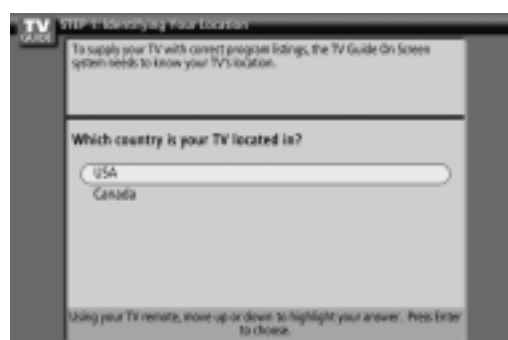 TV
GUIDE
STEP 1: Identifying Your Location
To supply your TV with correct program listings, the TV Guide On Screen
system needs to know your TV'S location.
Which country is your TV located in?
USA
Canada
Using your TV remote, move up or down to highlight your answer. Press Enter
to choose.